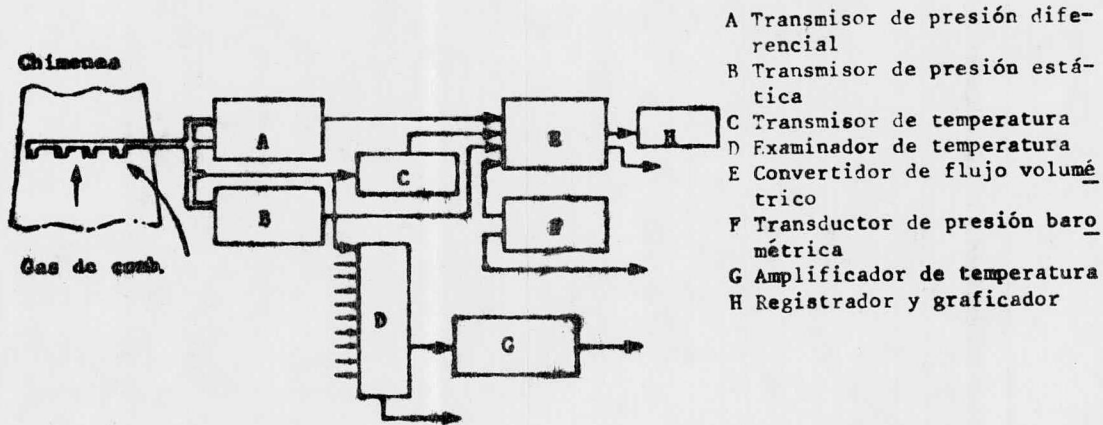 Chimenea
A
B
C
D
E
H
G
Gas de comb.
A Transmisor de presión dife-
rencial
B Transmisor de presión está-
tica
C Transmisor de temperatura
D Examinador de temperatura
E Convertidor de flujo volumé
trico
F Transductor de presión baro
métrica
G Amplificador de temperatura
H Registrador y graficador